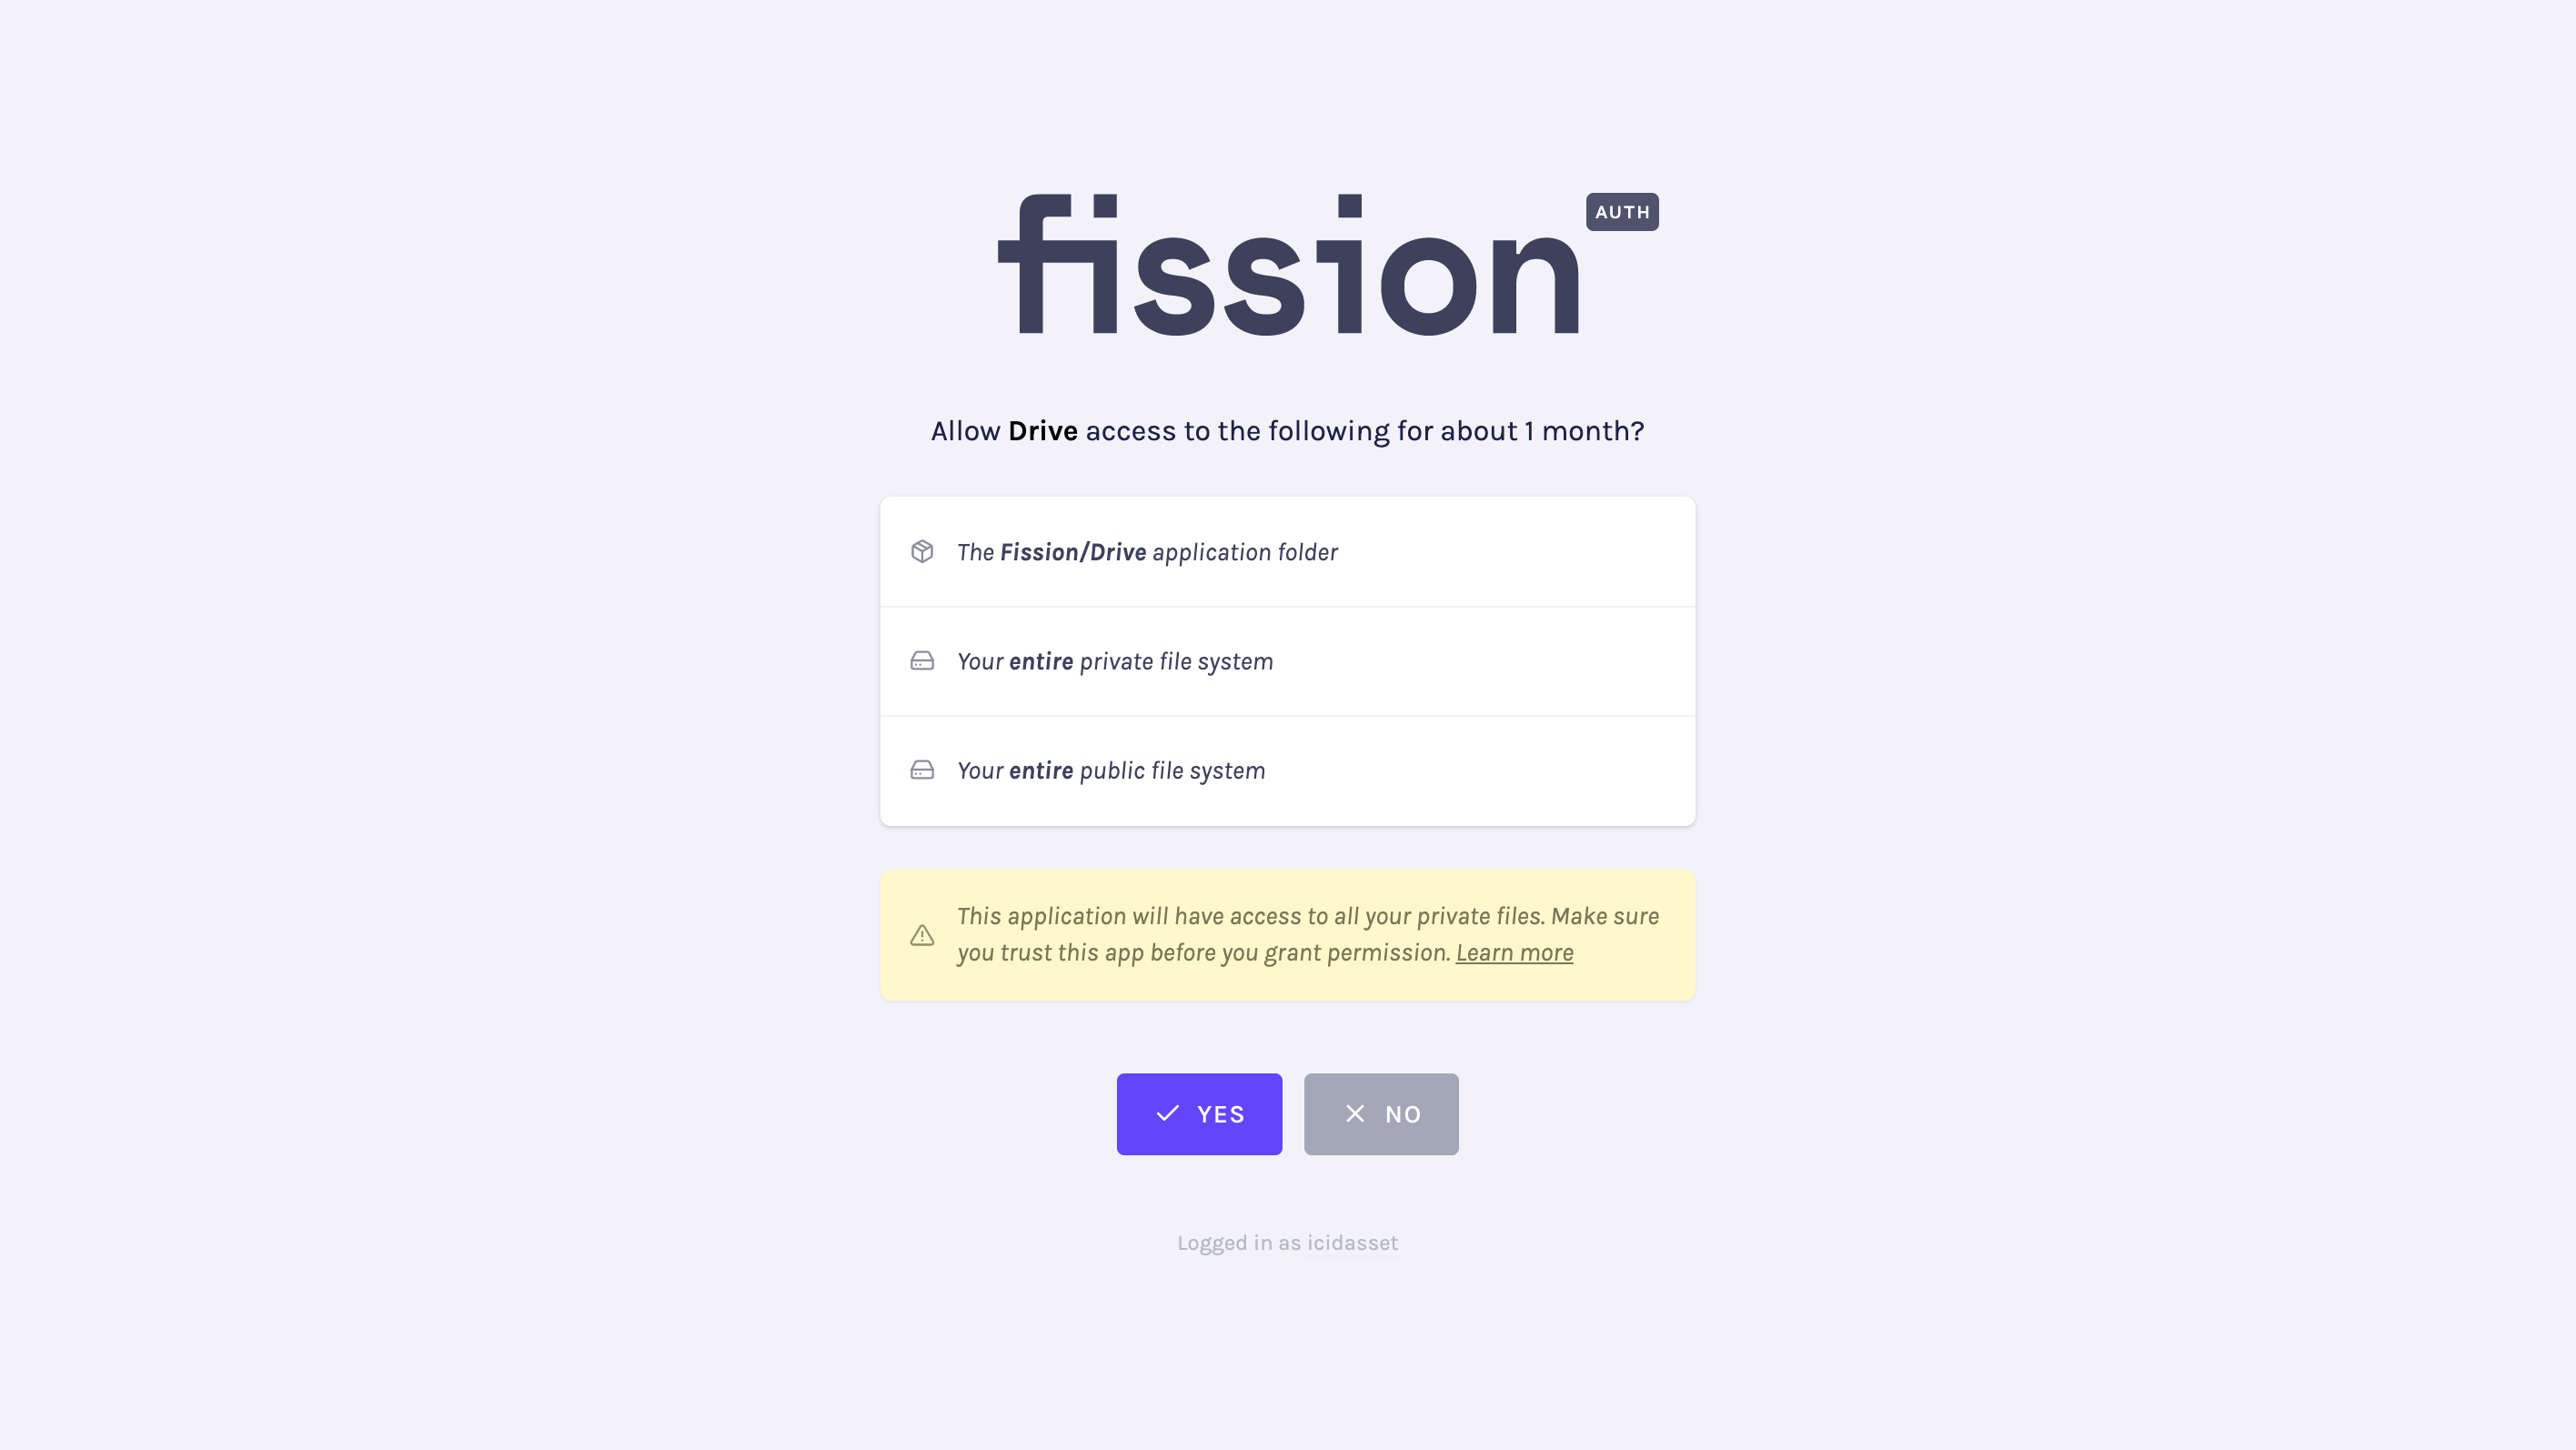 fission
AUTH
Allow Drive access to the following for about 1 month?
The Fission/Drive application folder
Your entire private file system
Your entire public file system
This application will have access to all your private files. Make sure
you trust this app before you grant permission. Learn more
YES
NO
Logged in as icidasset